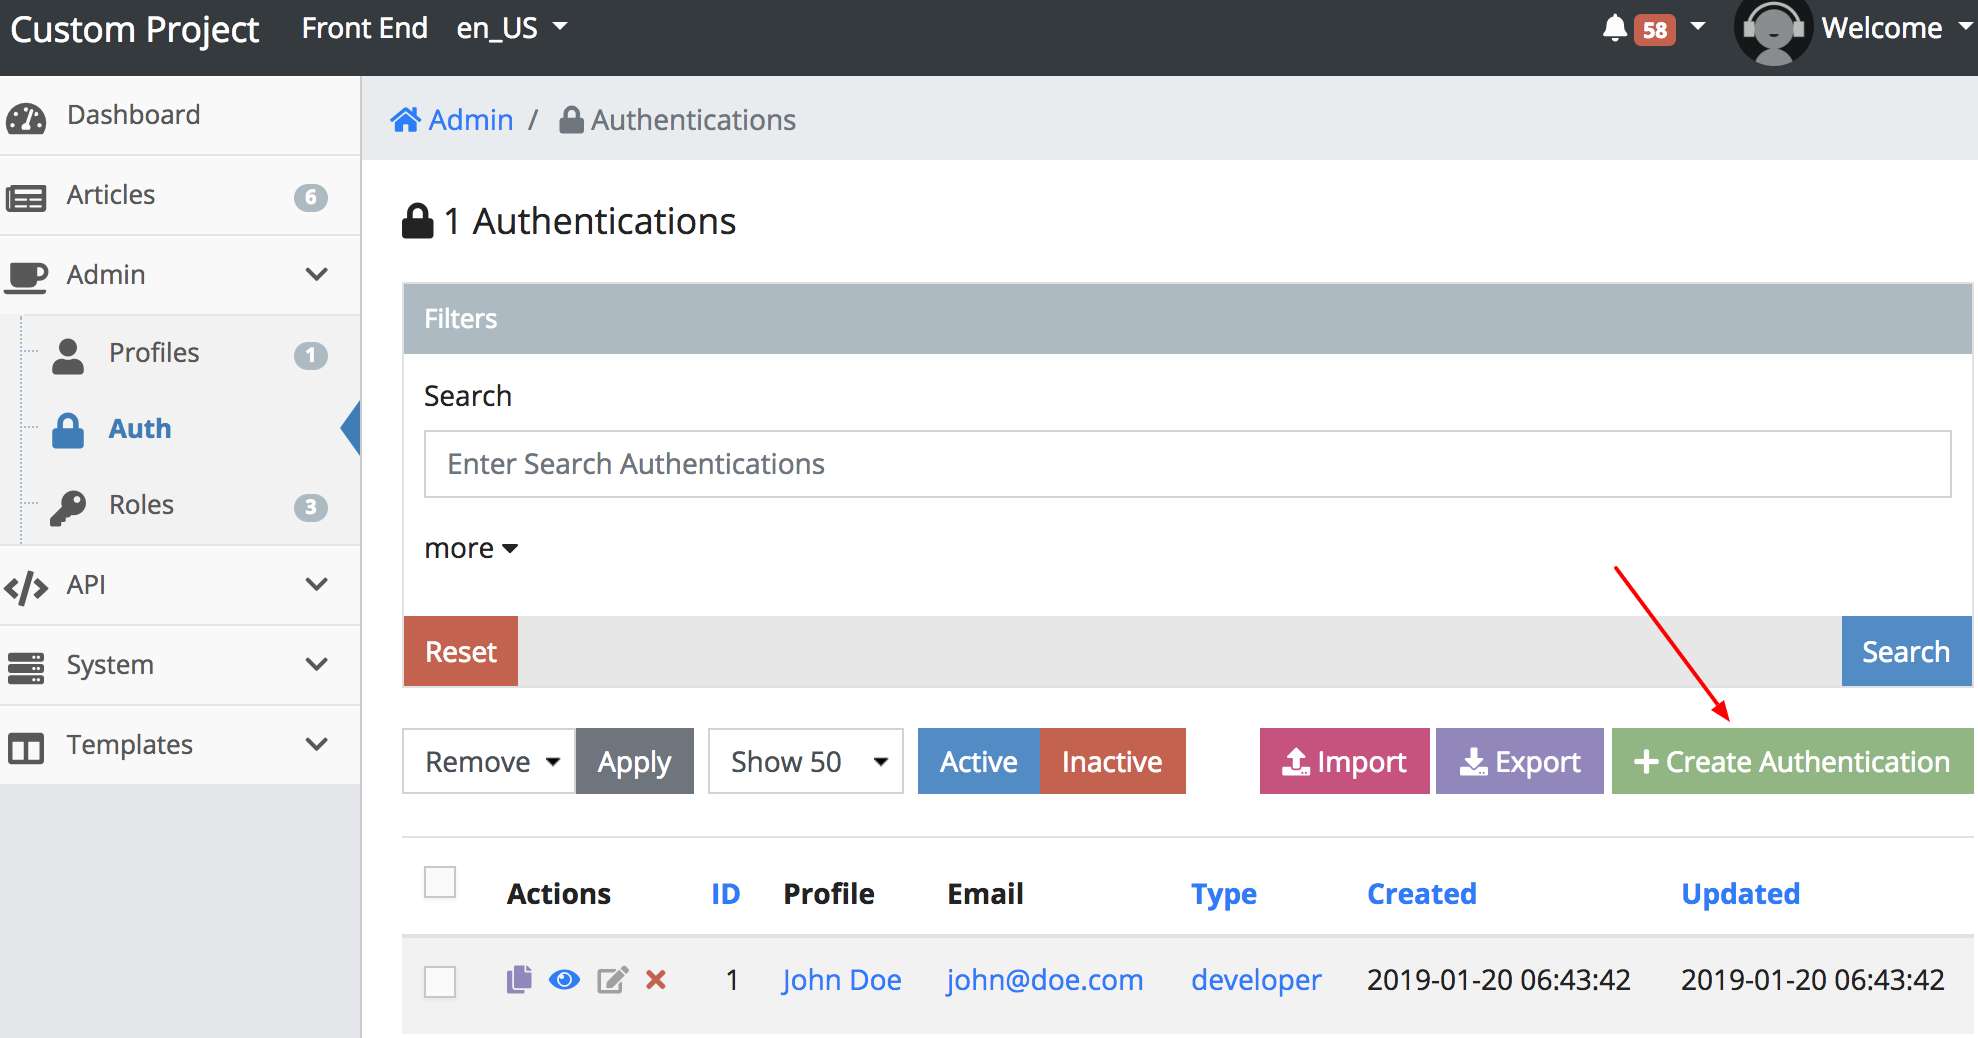 Custom Project Front End en_US 58 Welcome
Dashboard
Articles 6
Admin
Profiles 1
Auth
Roles 3
API
System
Templates
Admin / Authentications
1 Authentications
Filters
Search
Enter Search Authentications
more
Reset Search
Remove Apply Show 50 Active Inactive Import Export Create Authentication
Actions ID Profile Email Type Created Updated
1 John Doe john@doe.com developer 2019-01-20 06:43:42 2019-01-20 06:43:42